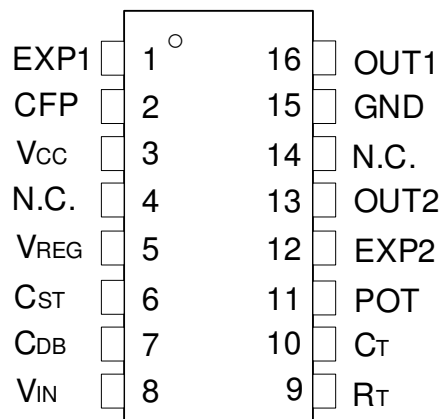 EXP1 1 16 OUT1
CFP 2 15 GND
VCC 3 14 N.C.
N.C. 4 13 OUT2
VREG 5 12 EXP2
CST 6 11 POT
CDB 7 10 CT
VIN 8 9 RT